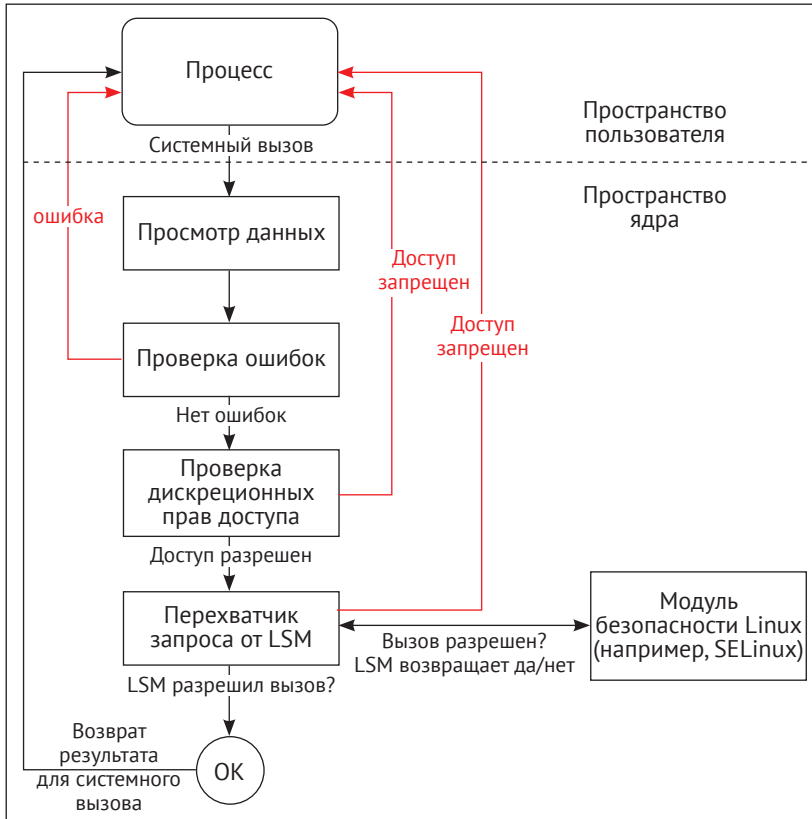 Процесс
Пространство
пользователя
Системный вызов
Пространство
ядра
ошибка
Просмотр данных
Доступ
запрещен
Доступ
запрещен
Проверка ошибок
Нет ошибок
Проверка
дискреционных
прав доступа
Доступ разрешен
Перехватчик
запроса от LSM
Вызов разрешен?
LSM возвращает да/нет
Модуль
безопасности Linux
(например, SELinux)
LSM разрешил вызов?
Возврат
результата
для системного
вызова
ОК